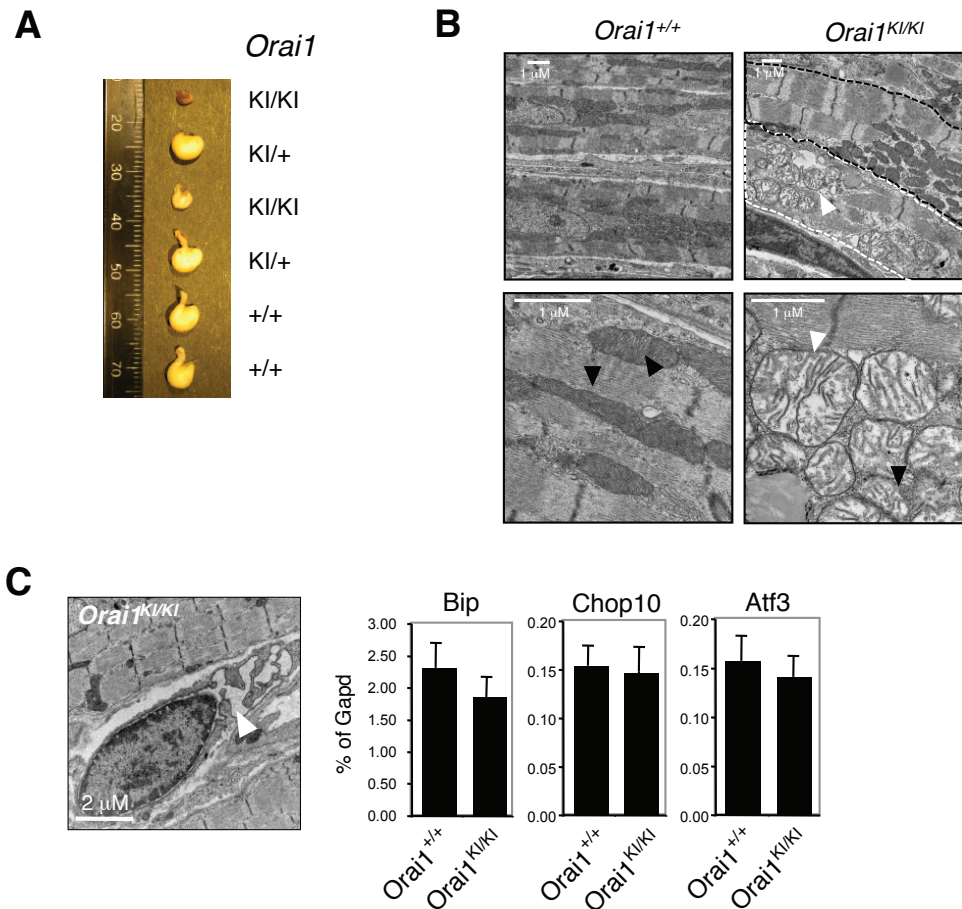 A
Orai1
KI/KI
KI/+
KI/KI
KI/+
+/+
+/+
20
30
40
50
60
70
B
Orai1+/+
Orai1KI/KI
1 µM
1 µM
1 µM
1 µM
C
Orai1KI/KI
2 µM
Bip
Chop10
Atf3
% of Gapd
3.00
2.50
2.00
1.50
1.00
0.50
0.00
0.20
0.15
0.10
0.05
0.00
0.20
0.15
0.10
0.05
0.00
Orai1+/+
Orai1KI/KI
Orai1+/+
Orai1KI/KI
Orai1+/+
Orai1KI/KI